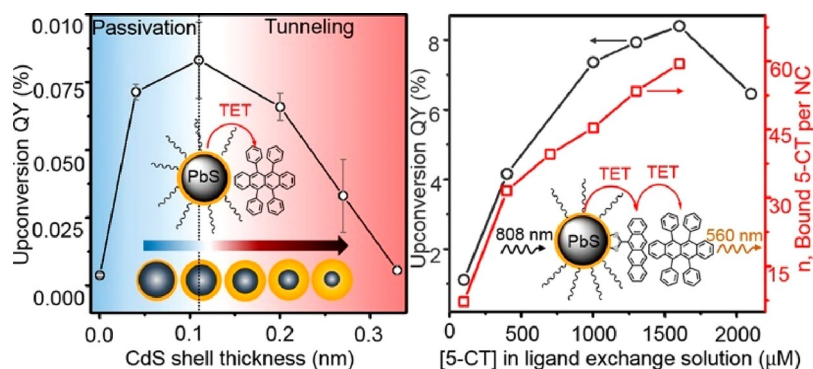 Passivation Tunneling
Upconversion QY (%)
0.010
0.075
0.050
0.025
0.000
TET
PbS
0.0 0.1 0.2 0.3
CdS shell thickness (nm)
Upconversion QY (%)
8
6
4
2
TET TET
808 nm
PbS
560 nm
0 500 1000 1500 2000
[5-CT] in ligand exchange solution (μM)
60
45
30
15
n, Bound 5-CT per NC